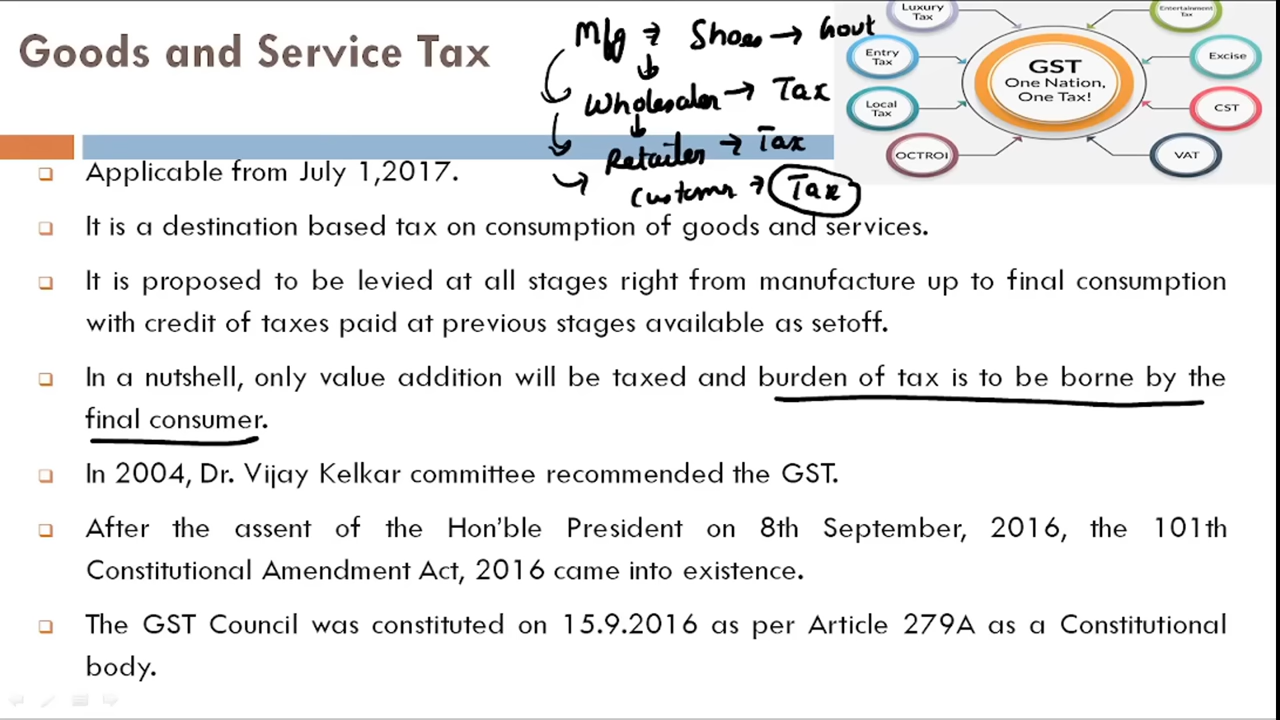 Goods and Service Tax
Mfg → Shoes → Govt
Wholesaler → Tax
Retailer → Tax
Customer → Tax
Luxury Tax
Entry Tax
Local Tax
OCTROI
GST
One Nation,
One Tax!
Entertainment Tax
Excise
CST
VAT
Applicable from July 1,2017.
It is a destination based tax on consumption of goods and services.
It is proposed to be levied at all stages right from manufacture up to final consumption
with credit of taxes paid at previous stages available as setoff.
In a nutshell, only value addition will be taxed and burden of tax is to be borne by the
final consumer.
In 2004, Dr. Vijay Kelkar committee recommended the GST.
After the assent of the Hon’ble President on 8th September, 2016, the 101th
Constitutional Amendment Act, 2016 came into existence.
The GST Council was constituted on 15.9.2016 as per Article 279A as a Constitutional
body.